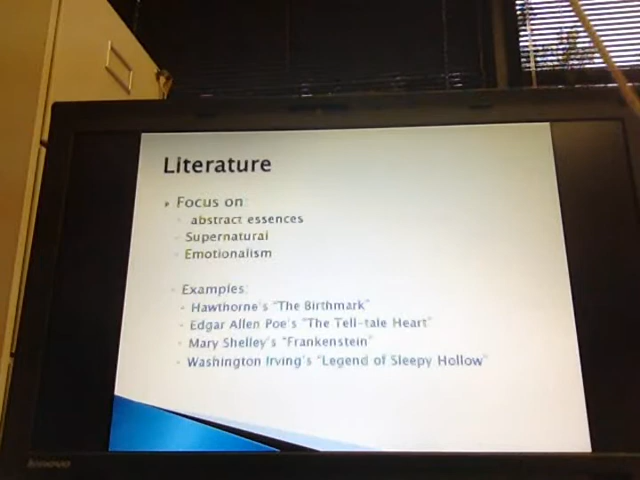 Literature
Focus on:
abstract essences
Supernatural
Emotionalism
Examples:
Hawthorne's "The Birthmark"
Edgar Allen Poe's "The Tell-tale Heart"
Mary Shelley's "Frankenstein"
Washington Irving's "Legend of Sleepy Hollow"
lenovo